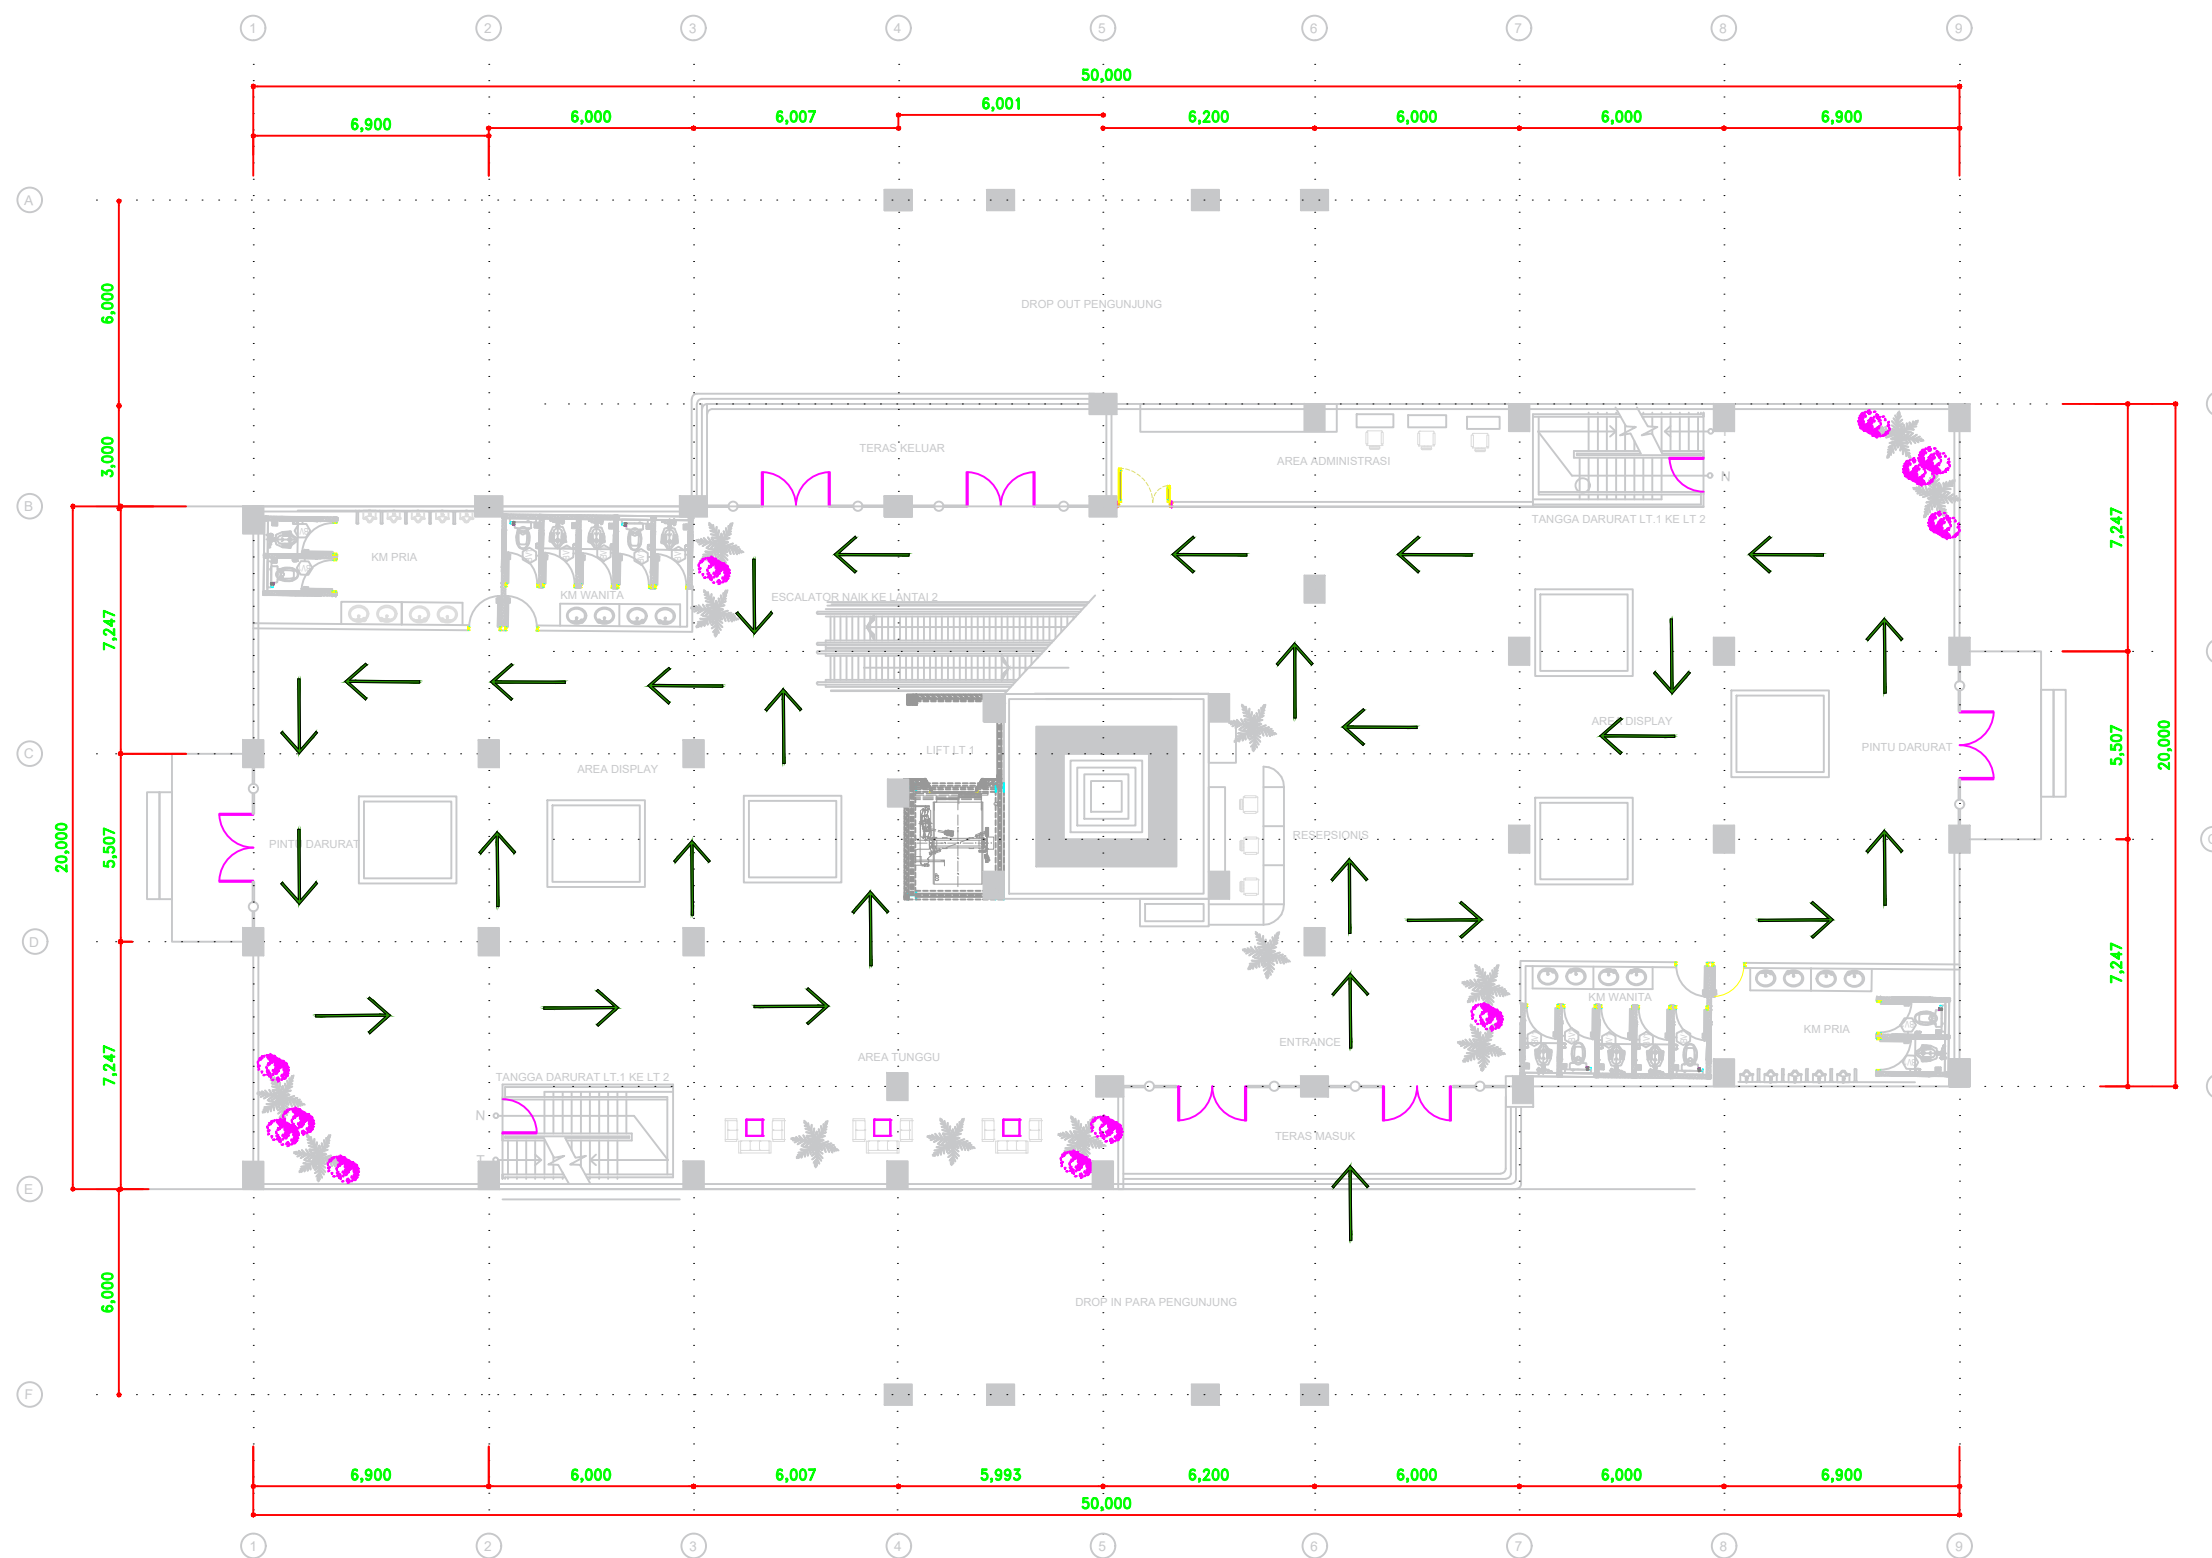 1 2 3 4 5 6 7 8 9
50,000
6,900 6,000 6,007 6,001 6,200 6,000 6,000 6,900
A
6,000
DROP OUT PENGUNJUNG
3,000
TERAS KELUAR
AREA ADMINISTRASI
N
B
TANGGA DARURAT LT.1 KE LT 2
7,247
KM PRIA
KM WANITA
ESCALATOR NAIK KE LANTAI 2
7,247
AREA DISPLAY
PINTU DARURAT
20,000
5,507
C
LIFT LT 1
AREA DISPLAY
RESEPSIONIS
PINTU DARURAT
20,000
5,507
D
7,247
KM WANITA
KM PRIA
ENTRANCE
AREA TUNGGU
7,247
TANGGA DARURAT LT.1 KE LT 2
N
T
TERAS MASUK
E
6,000
DROP IN PARA PENGUNJUNG
F
6,900 6,000 6,007 5,993 6,200 6,000 6,000 6,900
50,000
1 2 3 4 5 6 7 8 9